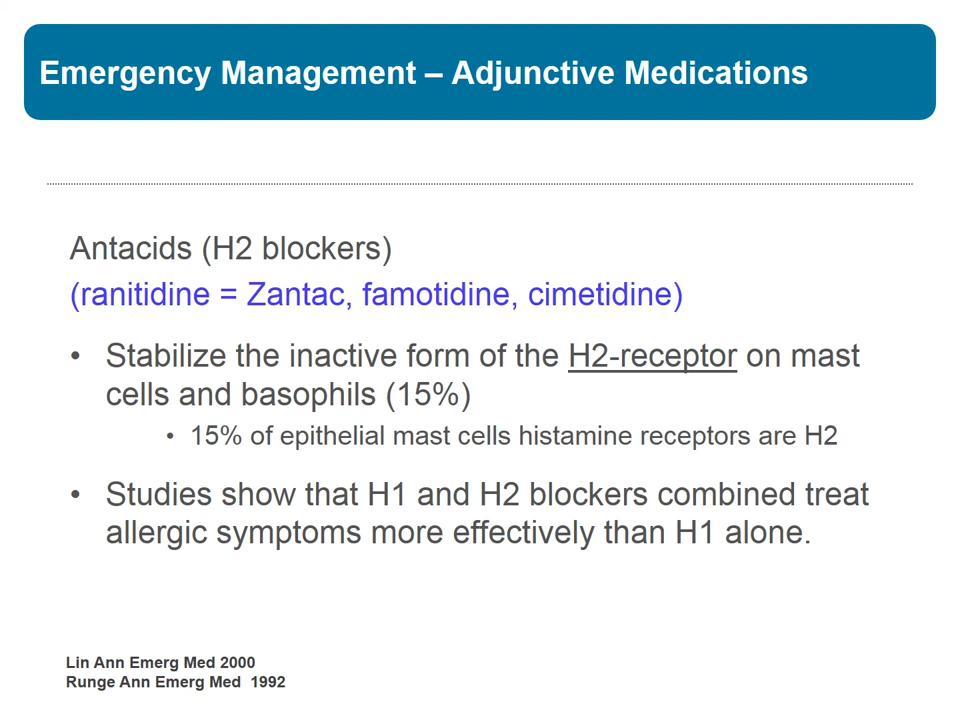 Emergency Management – Adjunctive Medications
Antacids (H2 blockers)
(ranitidine = Zantac, famotidine, cimetidine)
• Stabilize the inactive form of the H2-receptor on mast
cells and basophils (15%)
• 15% of epithelial mast cells histamine receptors are H2
• Studies show that H1 and H2 blockers combined treat
allergic symptoms more effectively than H1 alone.
Lin Ann Emerg Med 2000
Runge Ann Emerg Med 1992